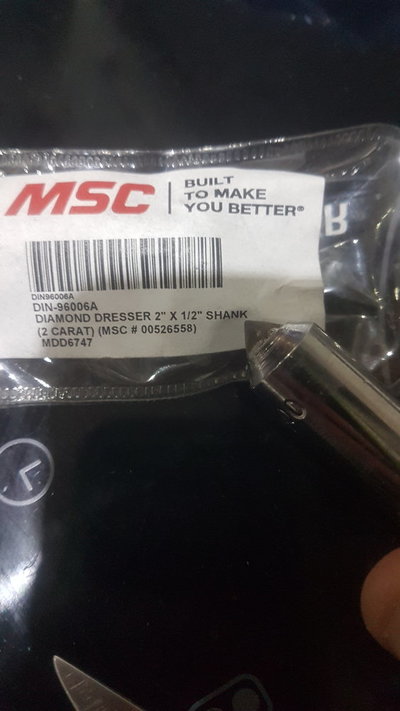 MSC
BUILT
TO MAKE
YOU BETTER®
DIN96006A
DIN-96006A
DIAMOND DRESSER 2" X 1/2" SHANK
(2 CARAT) (MSC # 00526558)
MDD6747
R